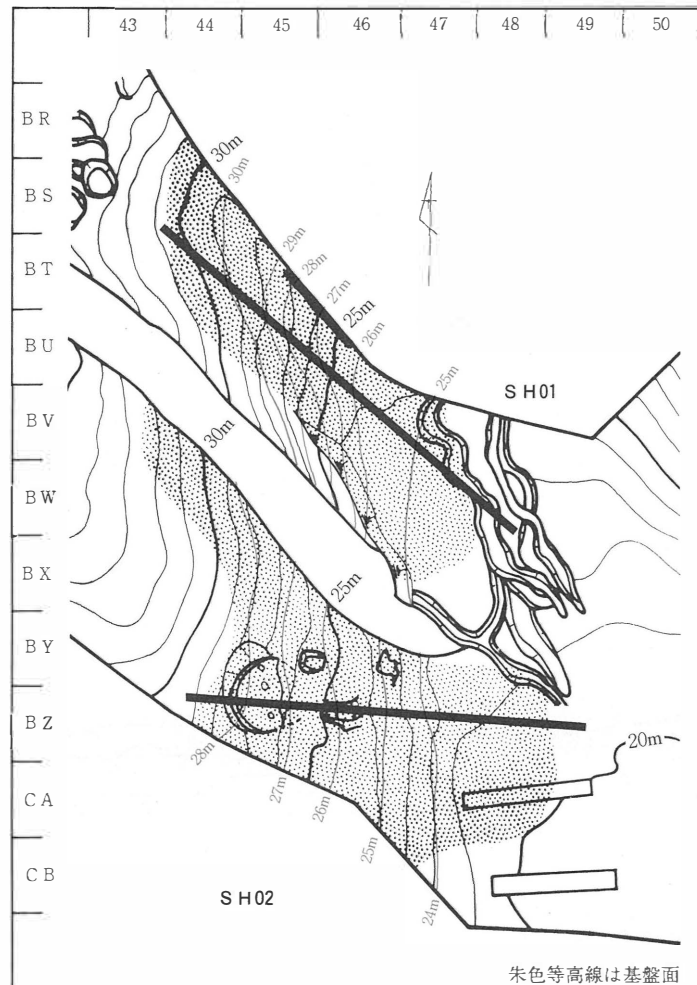 43 44 45 46 47 48 49 50
BR
30m
30m
BS
29m
28m
BT
27m
25m
26m
BU
25m
SH01
BV
30m
BW
BX
25m
BY
BZ
28m
20m
27m
CA
26m
25m
CB
24m
SH02
朱色等高線は基盤面